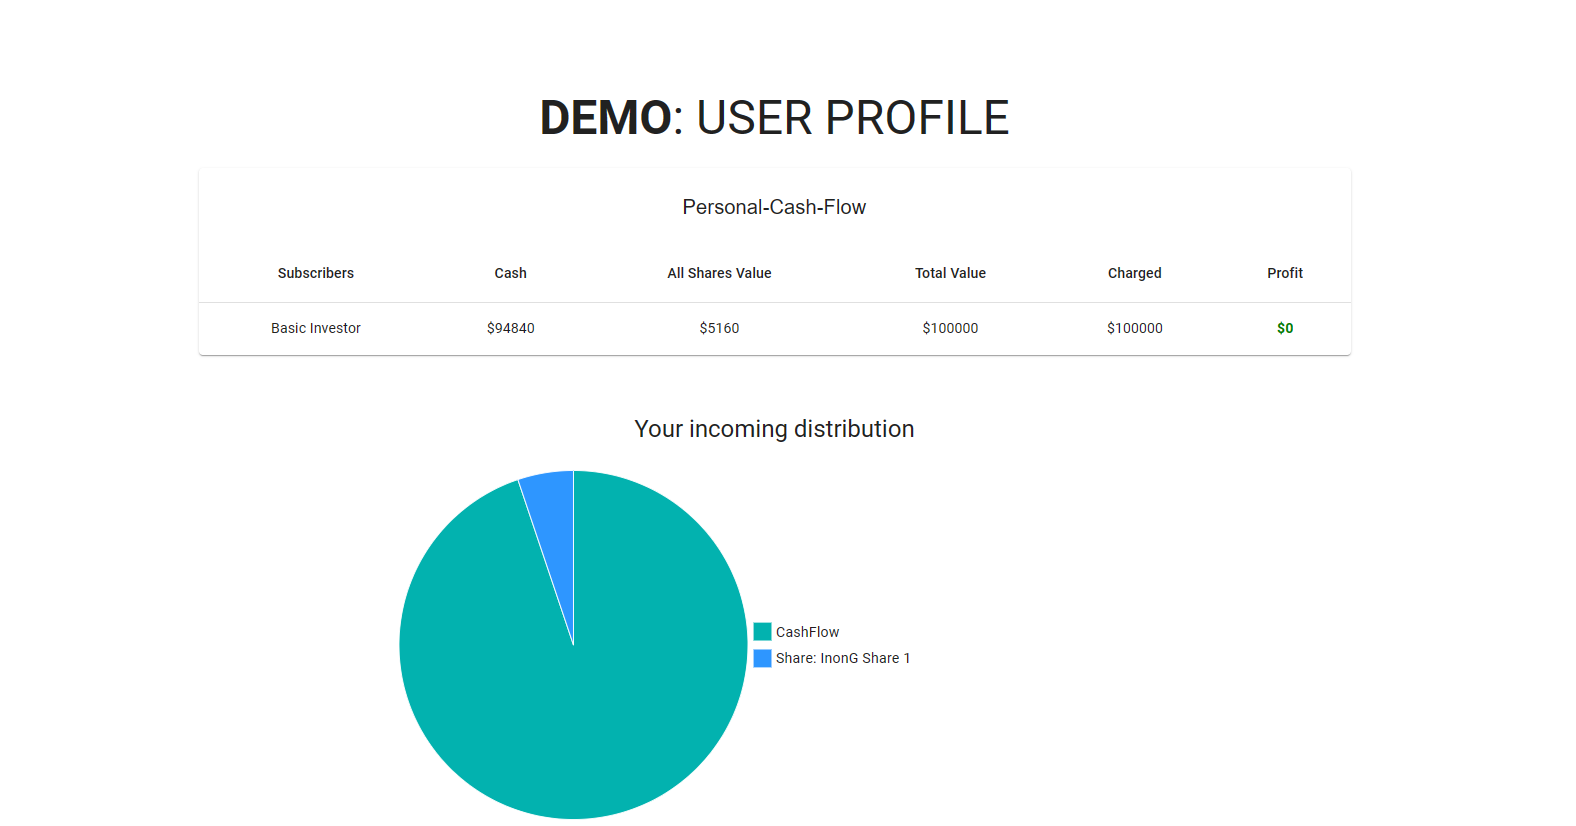 DEMO: USER PROFILE
Personal-Cash-Flow
Subscribers Cash All Shares Value Total Value Charged Profit
Basic Investor $94840 $5160 $100000 $100000 $0
Your incoming distribution
CashFlow
Share: InonG Share 1